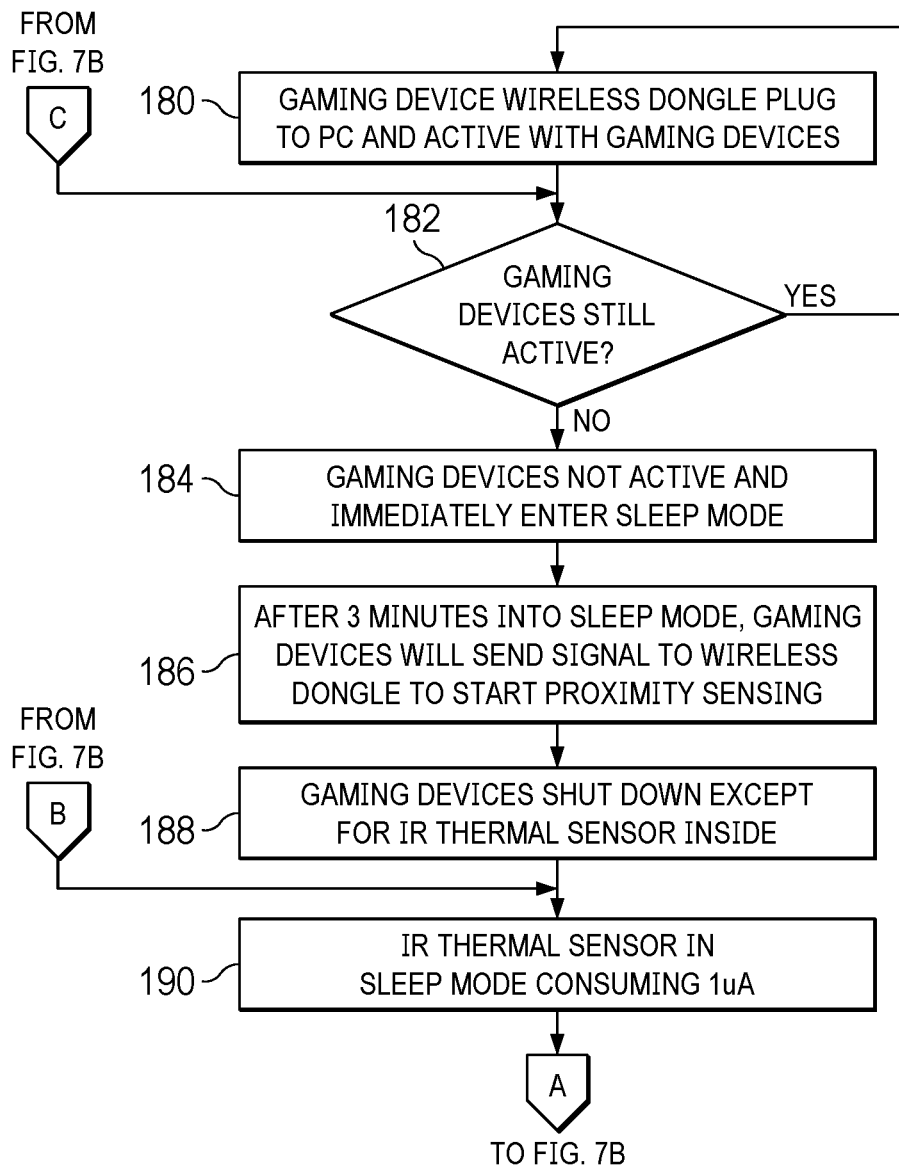 FROM
FIG. 7B
C
180
GAMING DEVICE WIRELESS DONGLE PLUG
TO PC AND ACTIVE WITH GAMING DEVICES
182
GAMING
DEVICES STILL
ACTIVE?
YES
NO
184
GAMING DEVICES NOT ACTIVE AND
IMMEDIATELY ENTER SLEEP MODE
186
AFTER 3 MINUTES INTO SLEEP MODE, GAMING
DEVICES WILL SEND SIGNAL TO WIRELESS
DONGLE TO START PROXIMITY SENSING
FROM
FIG. 7B
B
188
GAMING DEVICES SHUT DOWN EXCEPT
FOR IR THERMAL SENSOR INSIDE
190
IR THERMAL SENSOR IN
SLEEP MODE CONSUMING 1uA
A
TO FIG. 7B